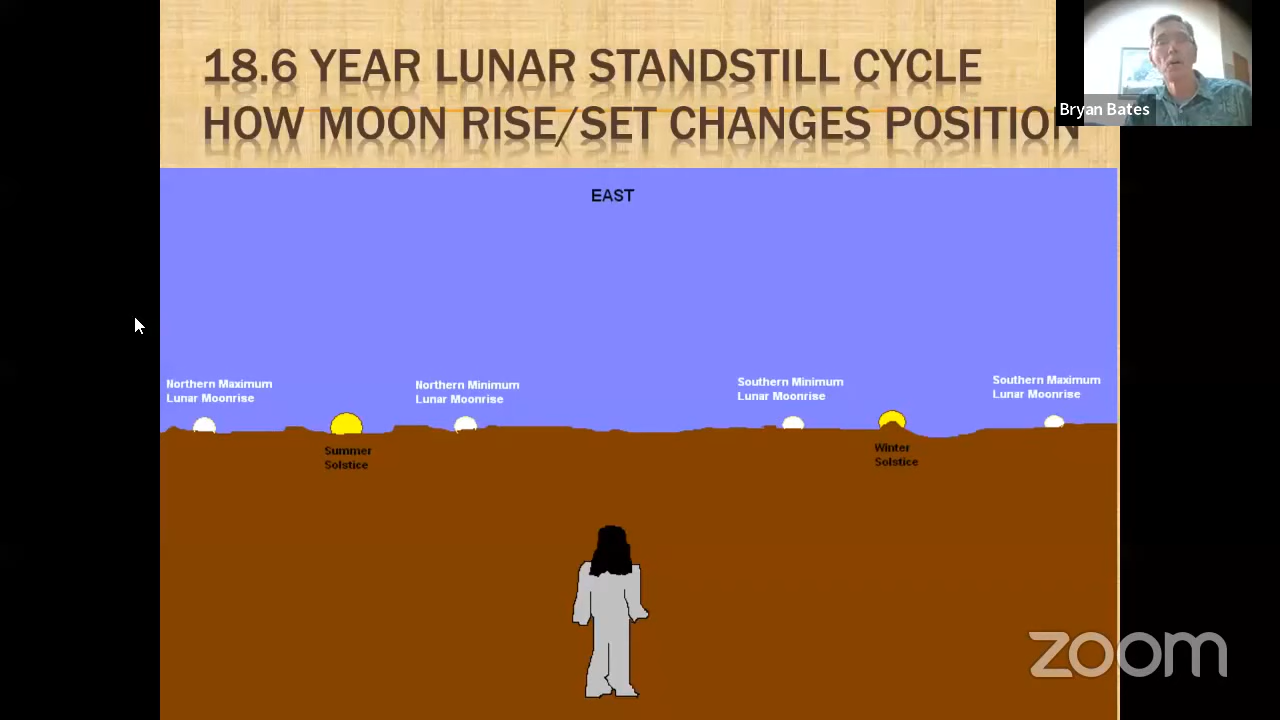 18.6 YEAR LUNAR STANDSTILL CYCLE
HOW MOON RISE/SET CHANGES POSITION
Bryan Bates
EAST
Northern Maximum
Lunar Moonrise
Northern Minimum
Lunar Moonrise
Southern Minimum
Lunar Moonrise
Southern Maximum
Lunar Moonrise
Summer
Solstice
Winter
Solstice
zoom